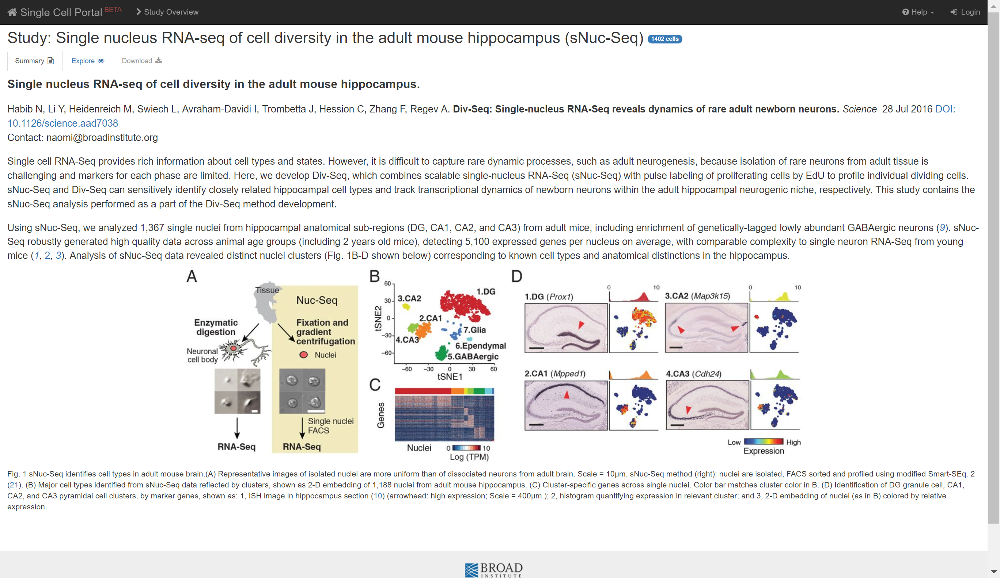 Single Cell Portal BETA
Study Overview
Help
Login
Study: Single nucleus RNA-seq of cell diversity in the adult mouse hippocampus (sNuc-Seq) 1402 cells
Summary
Explore
Download
Single nucleus RNA-seq of cell diversity in the adult mouse hippocampus.
Habib N, Li Y, Heidenreich M, Swiech L, Avraham-Davidi I, Trombetta J, Hession C, Zhang F, Regev A. Div-Seq: Single-nucleus RNA-Seq reveals dynamics of rare adult newborn neurons. Science 28 Jul 2016 DOI:
10.1126/science.aad7038
Contact: naomi@broadinstitute.org
Single cell RNA-Seq provides rich information about cell types and states. However, it is difficult to capture rare dynamic processes, such as adult neurogenesis, because isolation of rare neurons from adult tissue is
challenging and markers for each phase are limited. Here, we develop Div-Seq, which combines scalable single-nucleus RNA-Seq (sNuc-Seq) with pulse labeling of proliferating cells by EdU to profile individual dividing cells.
sNuc-Seq and Div-Seq can sensitively identify closely related hippocampal cell types and track transcriptional dynamics of newborn neurons within the adult hippocampal neurogenic niche, respectively. This study contains the
sNuc-Seq analysis performed as a part of the Div-Seq method development.
Using sNuc-Seq, we analyzed 1,367 single nuclei from hippocampal anatomical sub-regions (DG, CA1, CA2, and CA3) from adult mice, including enrichment of genetically-tagged lowly abundant GABAergic neurons (9). sNuc-
Seq robustly generated high quality data across animal age groups (including 2 years old mice), detecting 5,100 expressed genes per nucleus on average, with comparable complexity to single neuron RNA-Seq from young
mice (1, 2, 3). Analysis of sNuc-Seq data revealed distinct nuclei clusters (Fig. 1B-D shown below) corresponding to known cell types and anatomical distinctions in the hippocampus.
A
Tissue
Nuc-Seq
Enzymatic
digestion
Fixation and
gradient
centrifugation
Neuronal
cell body
Nuclei
Single nuclei
FACS
RNA-Seq
RNA-Seq
B
60
30
0
−30
−60
tSNE2
1.DG
3.CA2
2.CA1
7.Glia
4.CA3
6.Ependymal
5.GABAergic
−60 −30 0 30 60
tSNE1
C
Genes
Nuclei
0 10
Log (TPM)
D
1.DG (Prox1)
0 10
3.CA2 (Map3k15)
0 10
2.CA1 (Mpped1)
4.CA3 (Cdh24)
Low High
Expression
Fig. 1 sNuc-Seq identifies cell types in adult mouse brain.(A) Representative images of isolated nuclei are more uniform than of dissociated neurons from adult brain. Scale = 10μm. sNuc-Seq method (right): nuclei are isolated, FACS sorted and profiled using modified Smart-SEq. 2
(21). (B) Major cell types identified from sNuc-Seq data reflected by clusters, shown as 2-D embedding of 1,188 nuclei from adult mouse hippocampus. (C) Cluster-specific genes across single nuclei. Color bar matches cluster color in B. (D) Identification of DG granule cell, CA1,
CA2, and CA3 pyramidal cell clusters, by marker genes, shown as: 1, ISH image in hippocampus section (10) (arrowhead: high expression; Scale = 400μm.); 2, histogram quantifying expression in relevant cluster; and 3, 2-D embedding of nuclei (as in B) colored by relative
expression.
BROAD
INSTITUTE